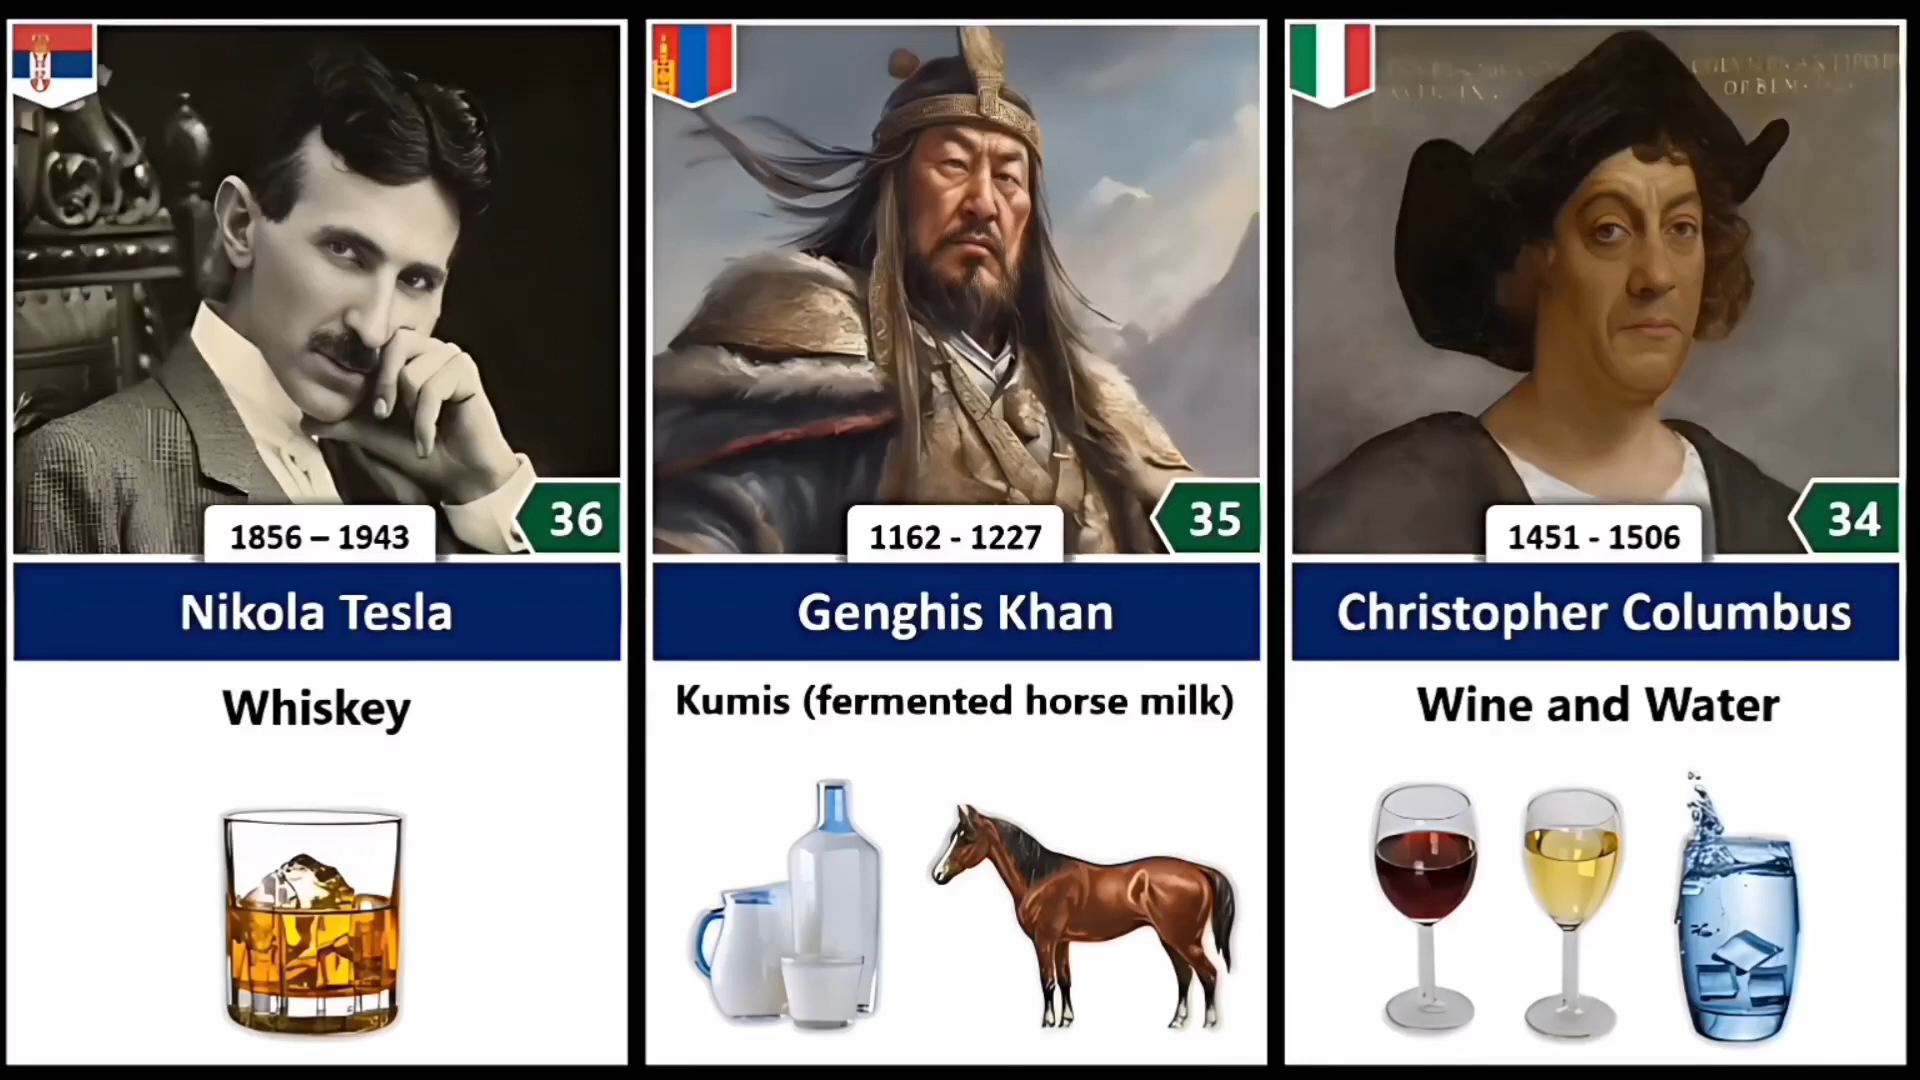 36
1856 – 1943
Nikola Tesla
Whiskey
35
1162 - 1227
Genghis Khan
Kumis (fermented horse milk)
34
1451 - 1506
Christopher Columbus
Wine and Water